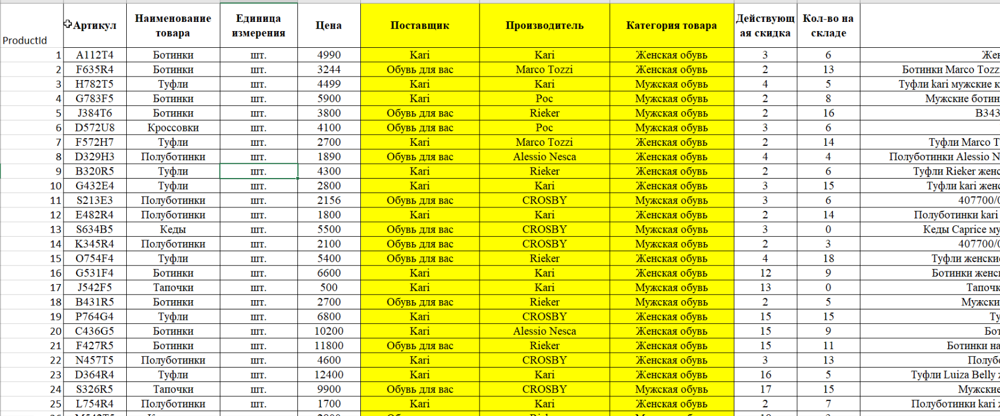 ProductId Артикул Наименование товара Единица измерения Цена Поставщик Производитель Категория товара Действующая скидка Кол-во на складе
1 A112T4 Ботинки шт. 4990 Kari Kari Женская обувь 3 6
2 F635R4 Ботинки шт. 3244 Обувь для вас Marco Tozzi Женская обувь 2 13 Ботинки Marco Tozzi
3 H782T5 Туфли шт. 4499 Kari Kari Мужская обувь 4 5 Туфли kari мужские к
4 G783F5 Ботинки шт. 5900 Kari Рос Мужская обувь 2 8 Мужские ботин
5 J384T6 Ботинки шт. 3800 Обувь для вас Rieker Мужская обувь 2 16 B343
6 D572U8 Кроссовки шт. 4100 Обувь для вас Рос Мужская обувь 3 6
7 F572H7 Туфли шт. 2700 Kari Marco Tozzi Женская обувь 2 14 Туфли Marco T
8 D329H3 Полуботинки шт. 1890 Обувь для вас Alessio Nesca Женская обувь 4 4 Полуботинки Alessio N
9 B320R5 Туфли шт. 4300 Kari Rieker Женская обувь 2 6 Туфли Rieker женс
10 G432E4 Туфли шт. 2800 Kari Kari Женская обувь 3 15 Туфли kari женс
11 S213E3 Полуботинки шт. 2156 Обувь для вас CROSBY Мужская обувь 3 6 407700/0
12 E482R4 Полуботинки шт. 1800 Kari Kari Женская обувь 2 14 Полуботинки kari
13 S634B5 Кеды шт. 5500 Обувь для вас CROSBY Мужская обувь 3 0 Кеды Caprice му
14 K345R4 Полуботинки шт. 2100 Обувь для вас CROSBY Мужская обувь 2 3 407700/0
15 O754F4 Туфли шт. 5400 Обувь для вас Rieker Женская обувь 4 18 Туфли женские
16 G531F4 Ботинки шт. 6600 Kari Kari Женская обувь 12 9 Ботинки женс
17 J542F5 Тапочки шт. 500 Kari Kari Мужская обувь 13 0 Тапочк
18 B431R5 Ботинки шт. 2700 Обувь для вас Rieker Мужская обувь 2 5 Мужски
19 P764G4 Туфли шт. 6800 Kari CROSBY Женская обувь 15 15 Ту
20 C436G5 Ботинки шт. 10200 Kari Alessio Nesca Женская обувь 15 9 Бот
21 F427R5 Ботинки шт. 11800 Обувь для вас Rieker Женская обувь 15 11 Ботинки на
22 N457T5 Полуботинки шт. 4600 Kari CROSBY Женская обувь 3 13 Полубо
23 D364R4 Туфли шт. 12400 Kari Kari Женская обувь 16 5 Туфли Luiza Belly
24 S326R5 Тапочки шт. 9900 Обувь для вас CROSBY Мужская обувь 17 15 Мужские
25 L754R4 Полуботинки шт. 1700 Kari Kari Женская обувь 2 7 Полуботинки kari